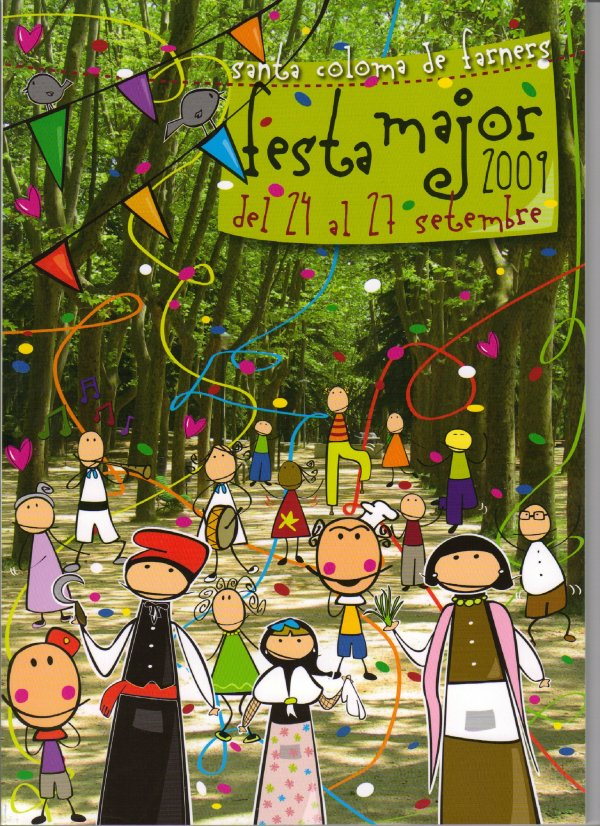 santa coloma de farners
festa major
2009
del 24 al 27 setembre